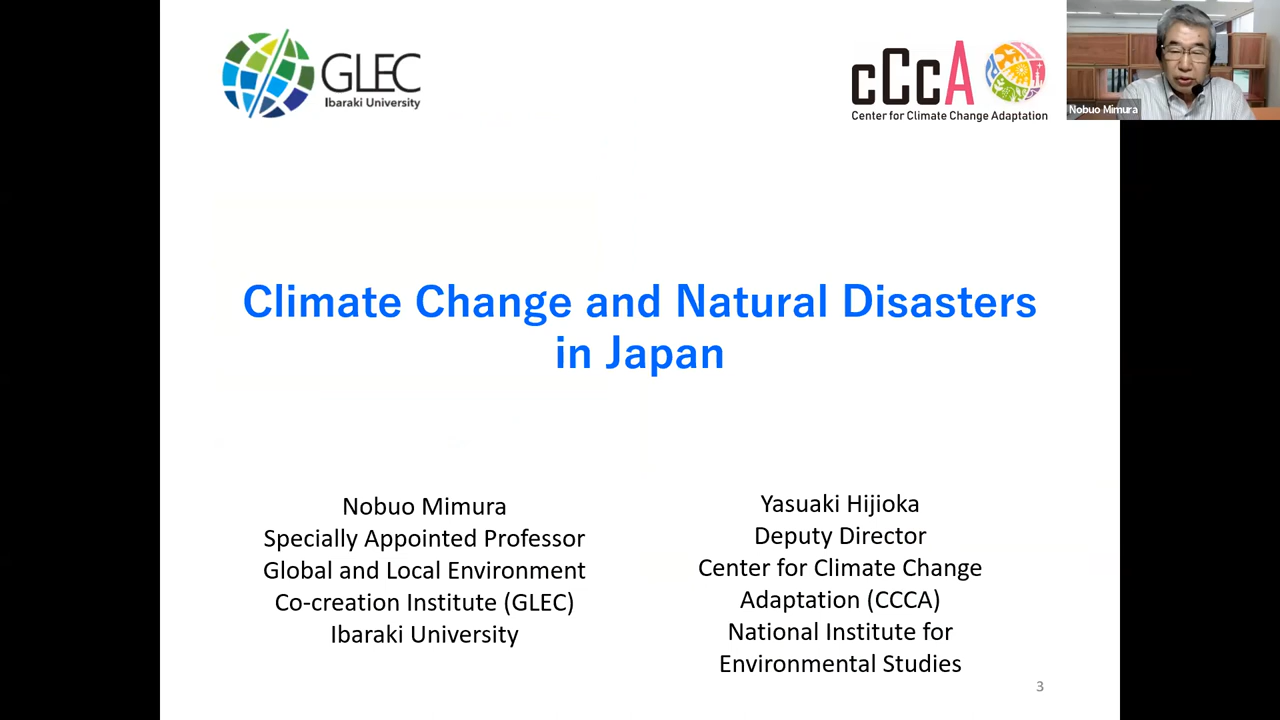 GLEC
Ibaraki University
cCcA
Center for Climate Change Adaptation
Nobuo Mimura
Climate Change and Natural Disasters
in Japan
Nobuo Mimura
Specially Appointed Professor
Global and Local Environment
Co-creation Institute (GLEC)
Ibaraki University
Yasuaki Hijioka
Deputy Director
Center for Climate Change
Adaptation (CCCA)
National Institute for
Environmental Studies
3